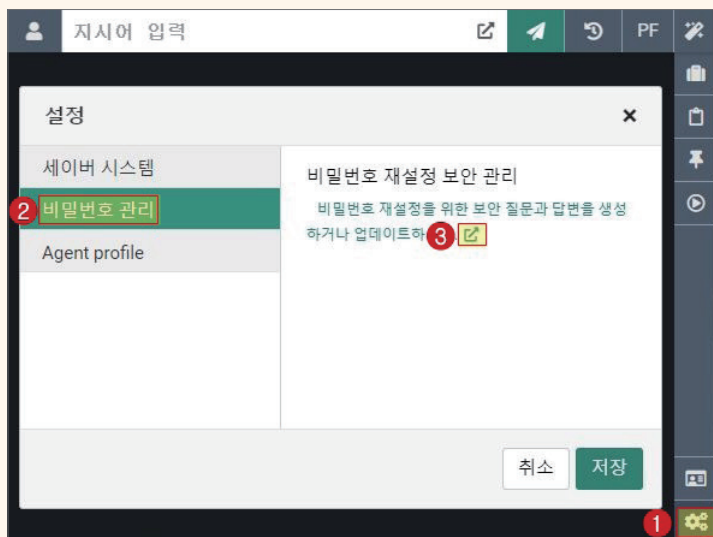 지시어 입력
PF
설정
세이버 시스템
2 비밀번호 관리
Agent profile
비밀번호 재설정 보안 관리
비밀번호 재설정을 위한 보안 질문과 답변을 생성
하거나 업데이트하 3
취소
저장
1